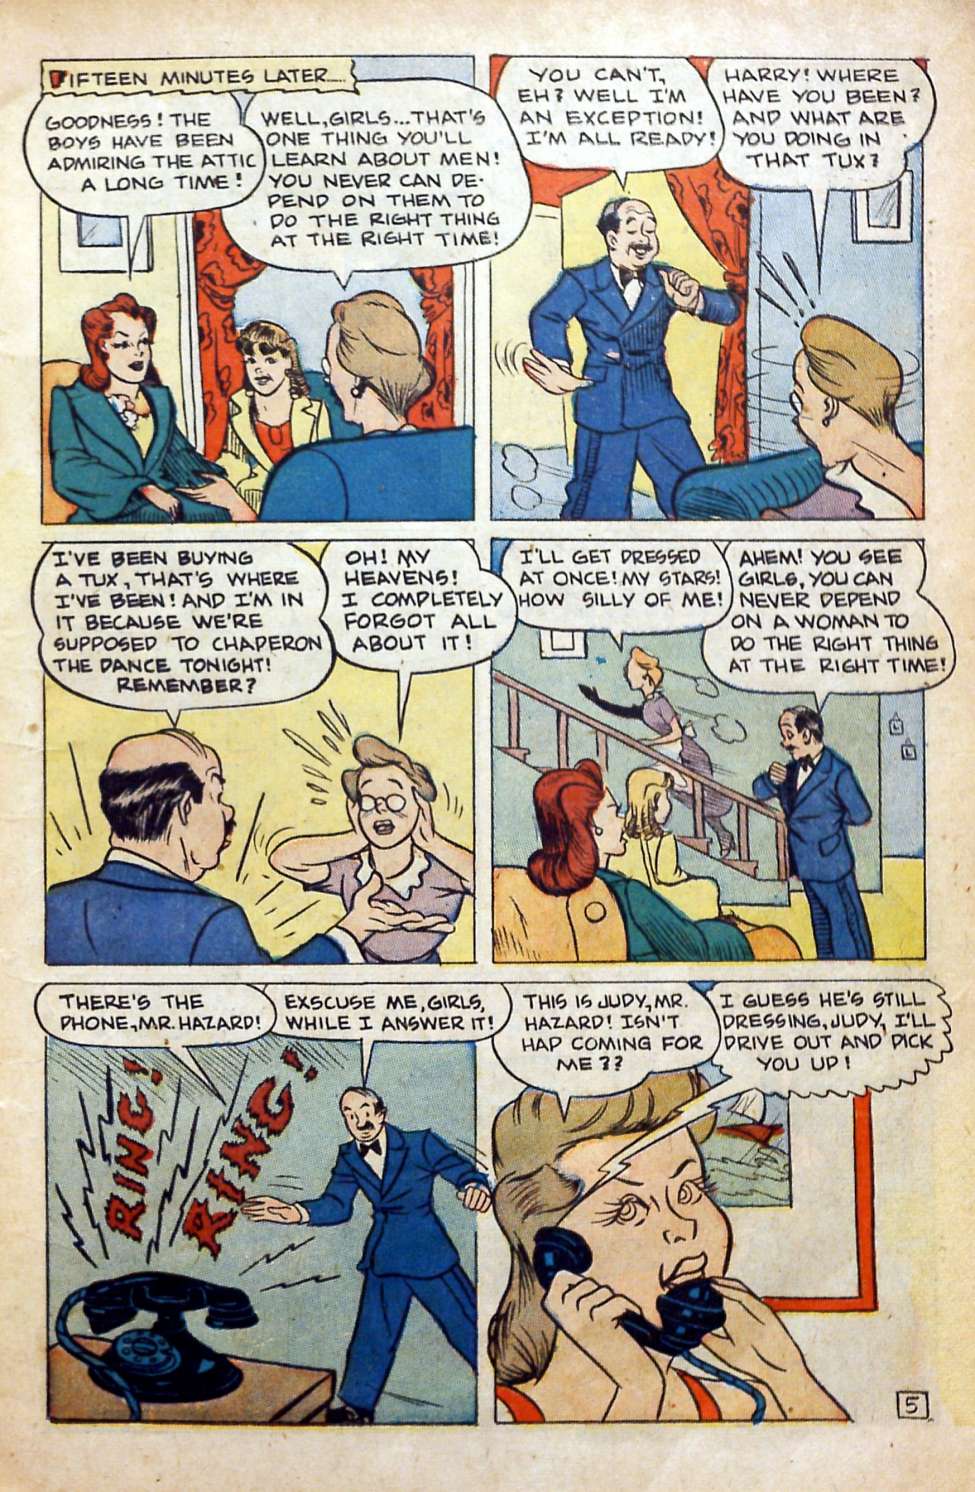 FIFTEEN MINUTES LATER....
GOODNESS! THE
BOYS HAVE BEEN
ADMIRING THE ATTIC
A LONG TIME!
WELL, GIRLS...THAT'S
ONE THING YOU'LL
LEARN ABOUT MEN!
YOU NEVER CAN DE-
PEND ON THEM TO
DO THE RIGHT THING
AT THE RIGHT TIME!
YOU CAN'T,
EH? WELL I'M
AN EXCEPTION!
I'M ALL READY!
HARRY! WHERE
HAVE YOU BEEN?
AND WHAT ARE
YOU DOING IN
THAT TUX?
I'VE BEEN BUYING
A TUX, THAT'S WHERE
I'VE BEEN! AND I'M IN
IT BECAUSE WE'RE
SUPPOSED TO CHAPERON
THE DANCE TONIGHT!
REMEMBER?
OH! MY
HEAVENS!
I COMPLETELY
FORGOT ALL
ABOUT IT!
I'LL GET DRESSED
AT ONCE! MY STARS!
HOW SILLY OF ME!
AHEM! YOU SEE
GIRLS, YOU CAN
NEVER DEPEND
ON A WOMAN TO
DO THE RIGHT THING
AT THE RIGHT TIME!
THERE'S THE
PHONE, MR. HAZARD!
EXSCUSE ME, GIRLS,
WHILE I ANSWER IT!
RING!
RING!
THIS IS JUDY, MR.
HAZARD! ISN'T
HAP COMING FOR
ME??
I GUESS HE'S STILL
DRESSING, JUDY, I'LL
DRIVE OUT AND PICK
YOU UP!
5